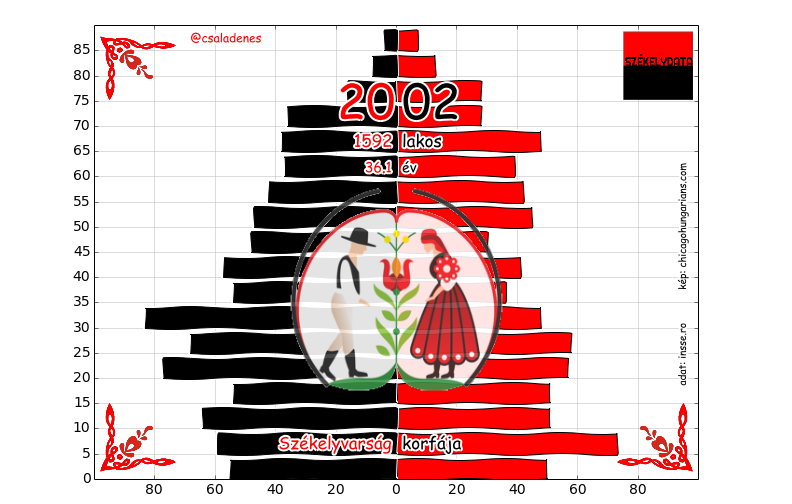 @csaladenes
SZÉKELYDATA
2002
1592 lakos
36.1 év
Székelyvarság korfája
kép: chicagohungarians.com
adat: insse.ro
85
80
75
70
65
60
55
50
45
40
35
30
25
20
15
10
5
0
80 60 40 20 0 20 40 60 80